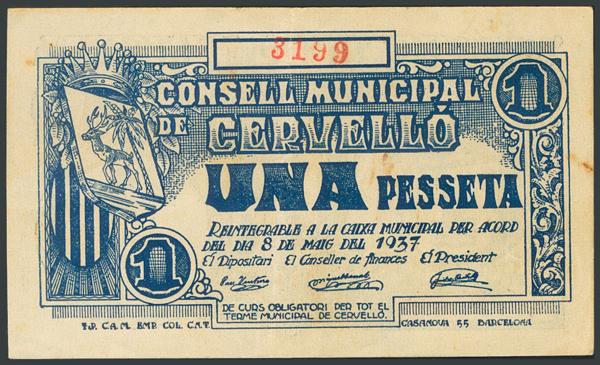 3199
CONSELL MUNICIPAL
DE CERVELLÓ
1
UNA PESSETA
REINTEGRABLE A LA CAIXA MUNICIPAL PER ACORD
DEL DIA 8 DE MAIG DEL 1937
El Dipositari El Conseller de finances El President
1
DE CURS OBLIGATORI PER TOT EL
TERME MUNICIPAL DE CERVELLÓ.
T.P. C.A.M. EMP. COL. C.N.T. CASANOVA 55 BARCELONA